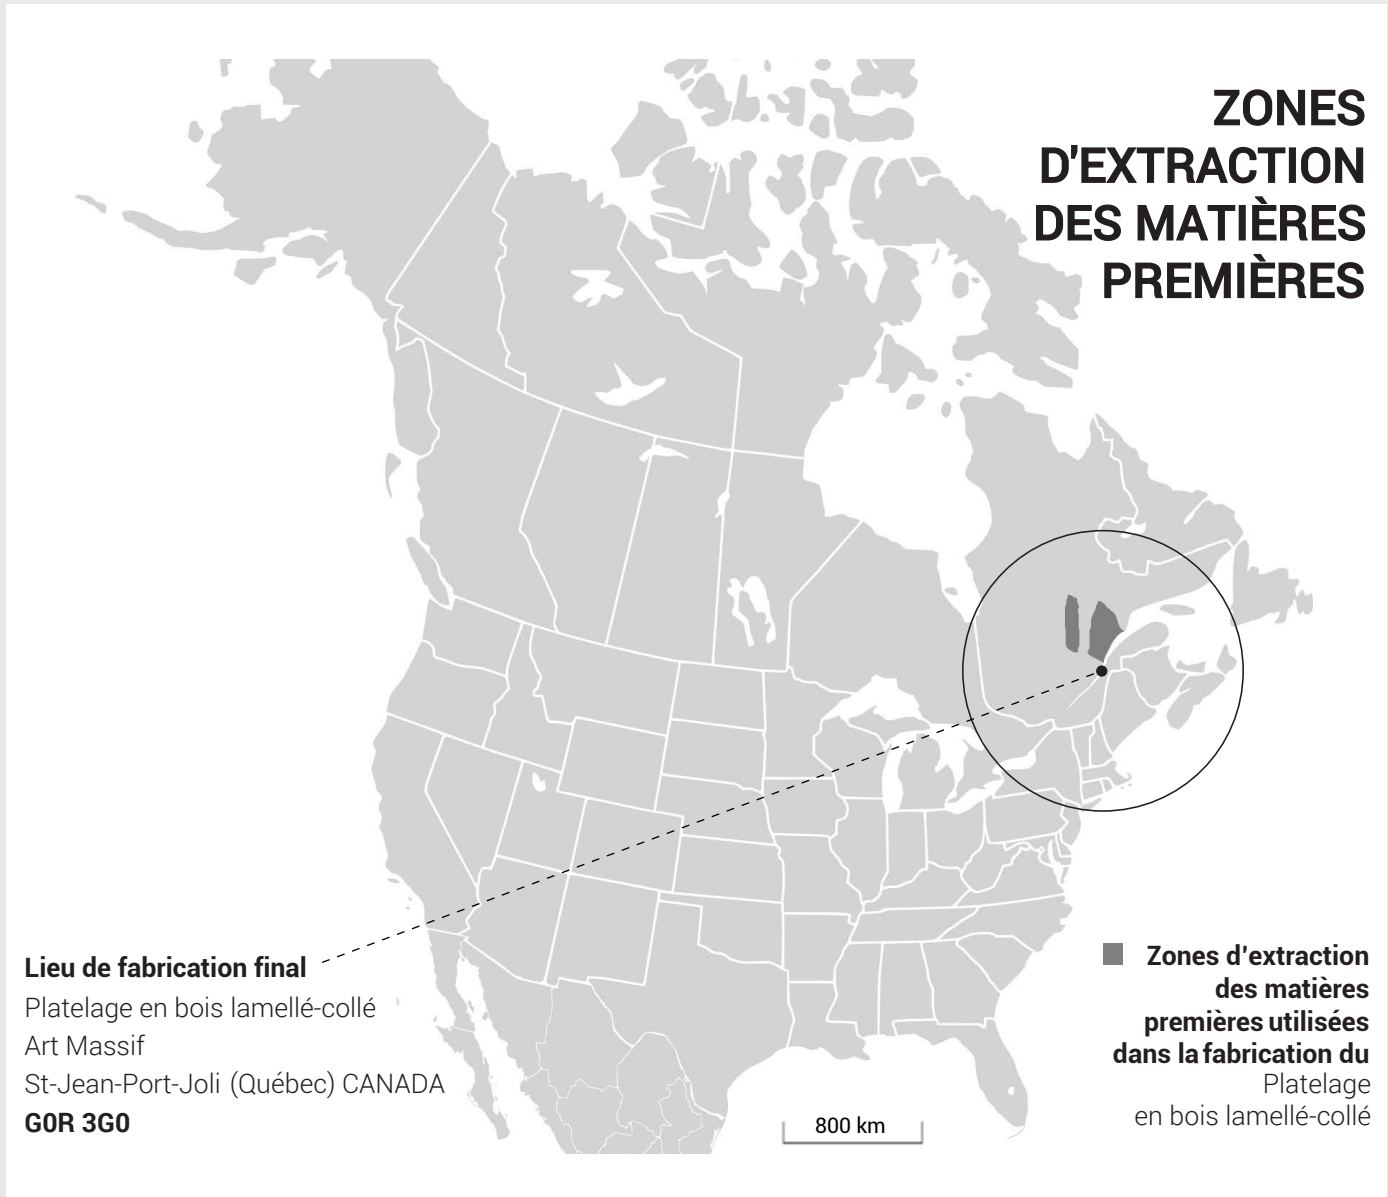 ZONES
D'EXTRACTION
DES MATIÈRES
PREMIÈRES
Lieu de fabrication final
Platelage en bois lamellé-collé
Art Massif
St-Jean-Port-Joli (Québec) CANADA
G0R 3G0
800 km
Zones d'extraction
des matières
premières utilisées
dans la fabrication du
Platelage
en bois lamellé-collé